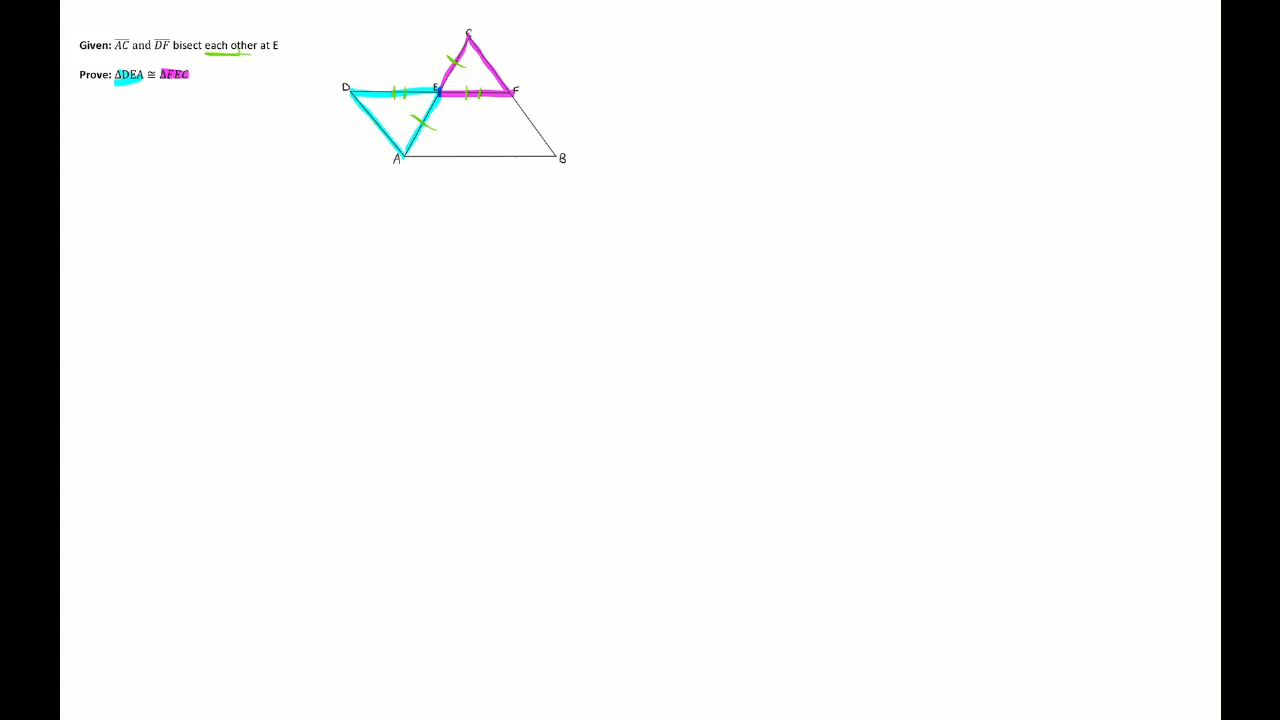 Given: AC and DF bisect each other at E
Prove: ΔDEA ≅ ΔFEC
C
D E F
A B